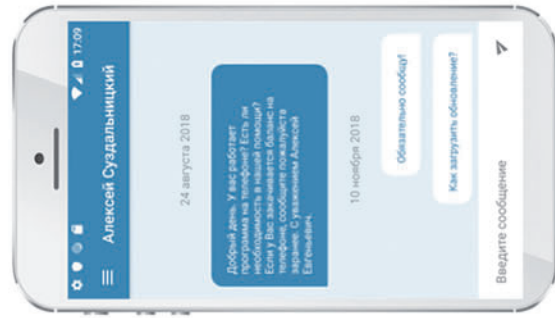 17:09
Алексей Суздальницкий
24 августа 2018
Добрый день. У вас работает
программа на телефоне? Есть ли
необходимость в нашей помощи?
Если у Вас заканчивается баланс на
телефоне, сообщите пожалуйста
заранее. С уважением Алексей
Евгеньевич.
10 ноября 2018
Обязательно сообщу!
Как загрузить обновление?
Введите сообщение